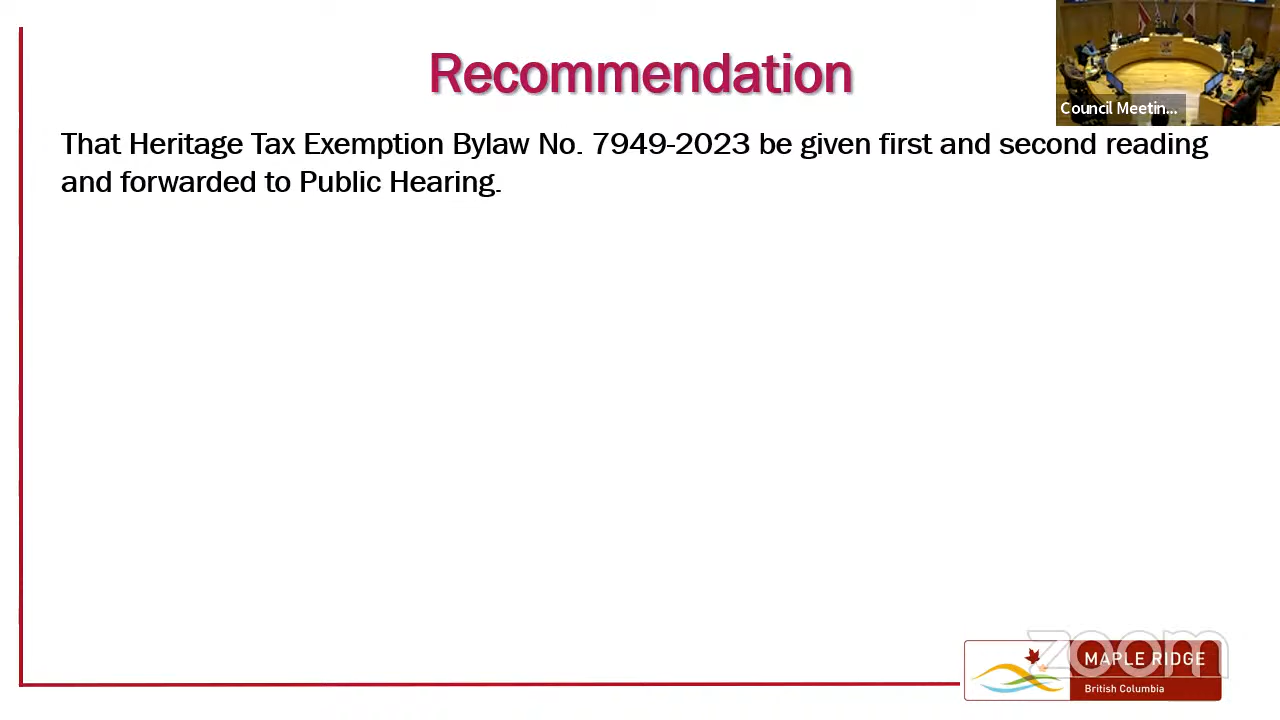 Recommendation
Council Meetin...
That Heritage Tax Exemption Bylaw No. 7949-2023 be given first and second reading
and forwarded to Public Hearing.
zoom
MAPLE RIDGE
British Columbia